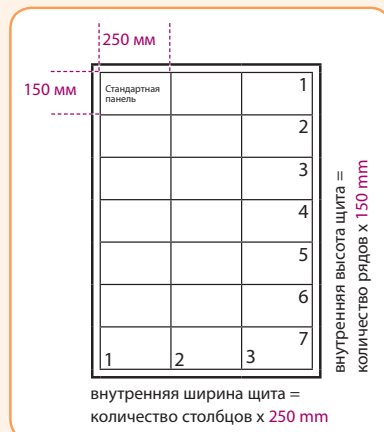 250 мм
150 мм
Стандартная
панель
1
2
3
4
5
6
7
1
2
3
внутренняя высота щита =
количество рядов x 150 mm
внутренняя ширина щита =
количество столбцов x 250 mm